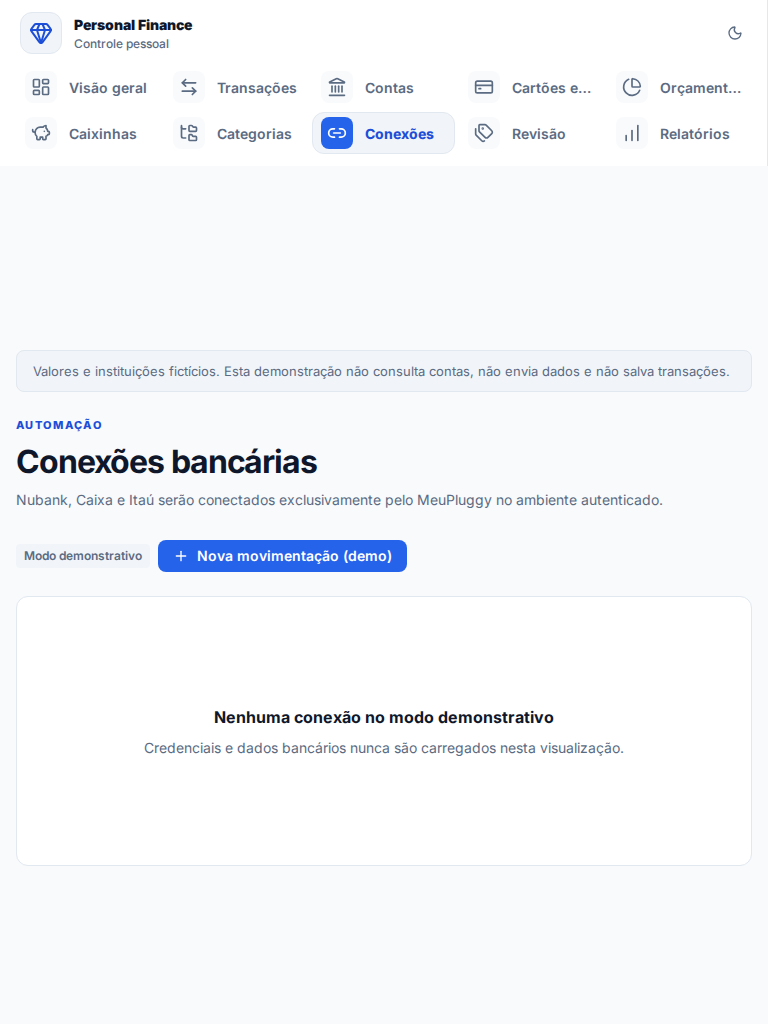 Personal Finance
Controle pessoal
Visão geral
Transações
Contas
Cartões e...
Orçament...
Caixinhas
Categorias
Conexões
Revisão
Relatórios
Valores e instituições fictícios. Esta demonstração não consulta contas, não envia dados e não salva transações.
AUTOMAÇÃO
Conexões bancárias
Nubank, Caixa e Itaú serão conectados exclusivamente pelo MeuPluggy no ambiente autenticado.
Modo demonstrativo
Nova movimentação (demo)
Nenhuma conexão no modo demonstrativo
Credenciais e dados bancários nunca são carregados nesta visualização.